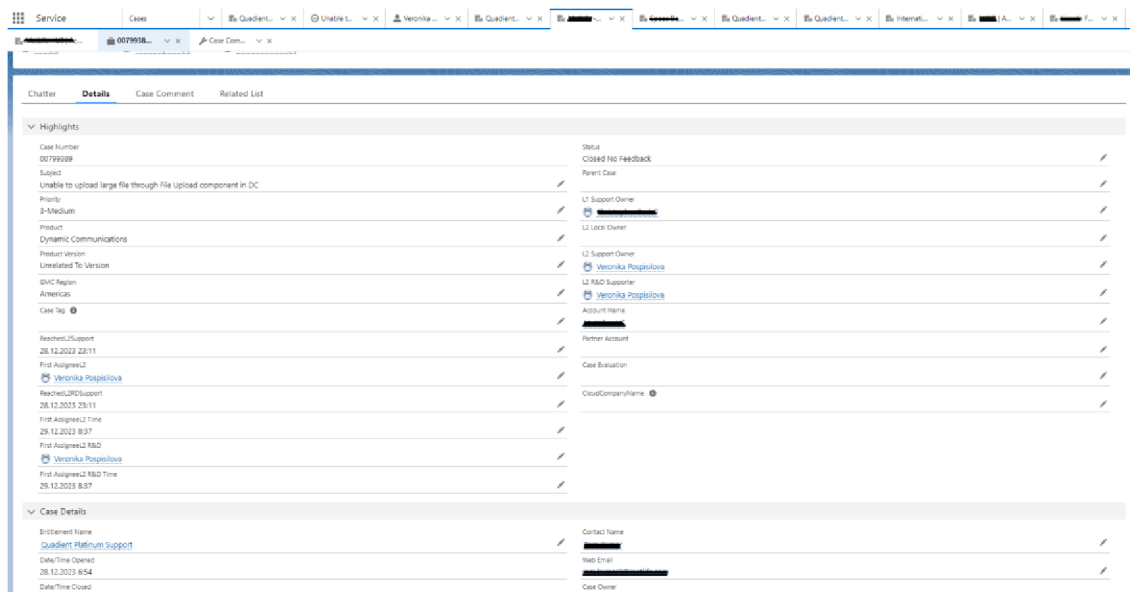 Service Cases Quadient... Unable t... Veronika ... Quadient... Quadient... Quadient... Internati... | A... F...
0079938... Case Com...
Chatter Details Case Comment Related List
Highlights
Case Number Status
00799389 Closed No Feedback
Subject Parent Case
Unable to upload large file through File Upload component in DC
Priority L1 Support Owner
3-Medium
Product L2 Local Owner
Dynamic Communications
Product Version L2 Support Owner
Unrelated To Version Veronika Pospisilova
GMC Region L2 R&D Supporter
Americas Veronika Pospisilova
Case Tag Account Name
ReachedL2Support Partner Account
28.12.2023 23:11
First AssigneeL2 Case Evaluation
Veronika Pospisilova
ReachedL2RDSupport CloudCompanyName
28.12.2023 23:11
First AssigneeL2 Time
29.12.2023 8:37
First AssigneeL2 R&D
Veronika Pospisilova
First AssigneeL2 R&D Time
29.12.2023 8:37
Case Details
Entitlement Name Contact Name
Quadient Platinum Support
Date/Time Opened Web Email
28.12.2023 6:54
Date/Time Closed Case Owner